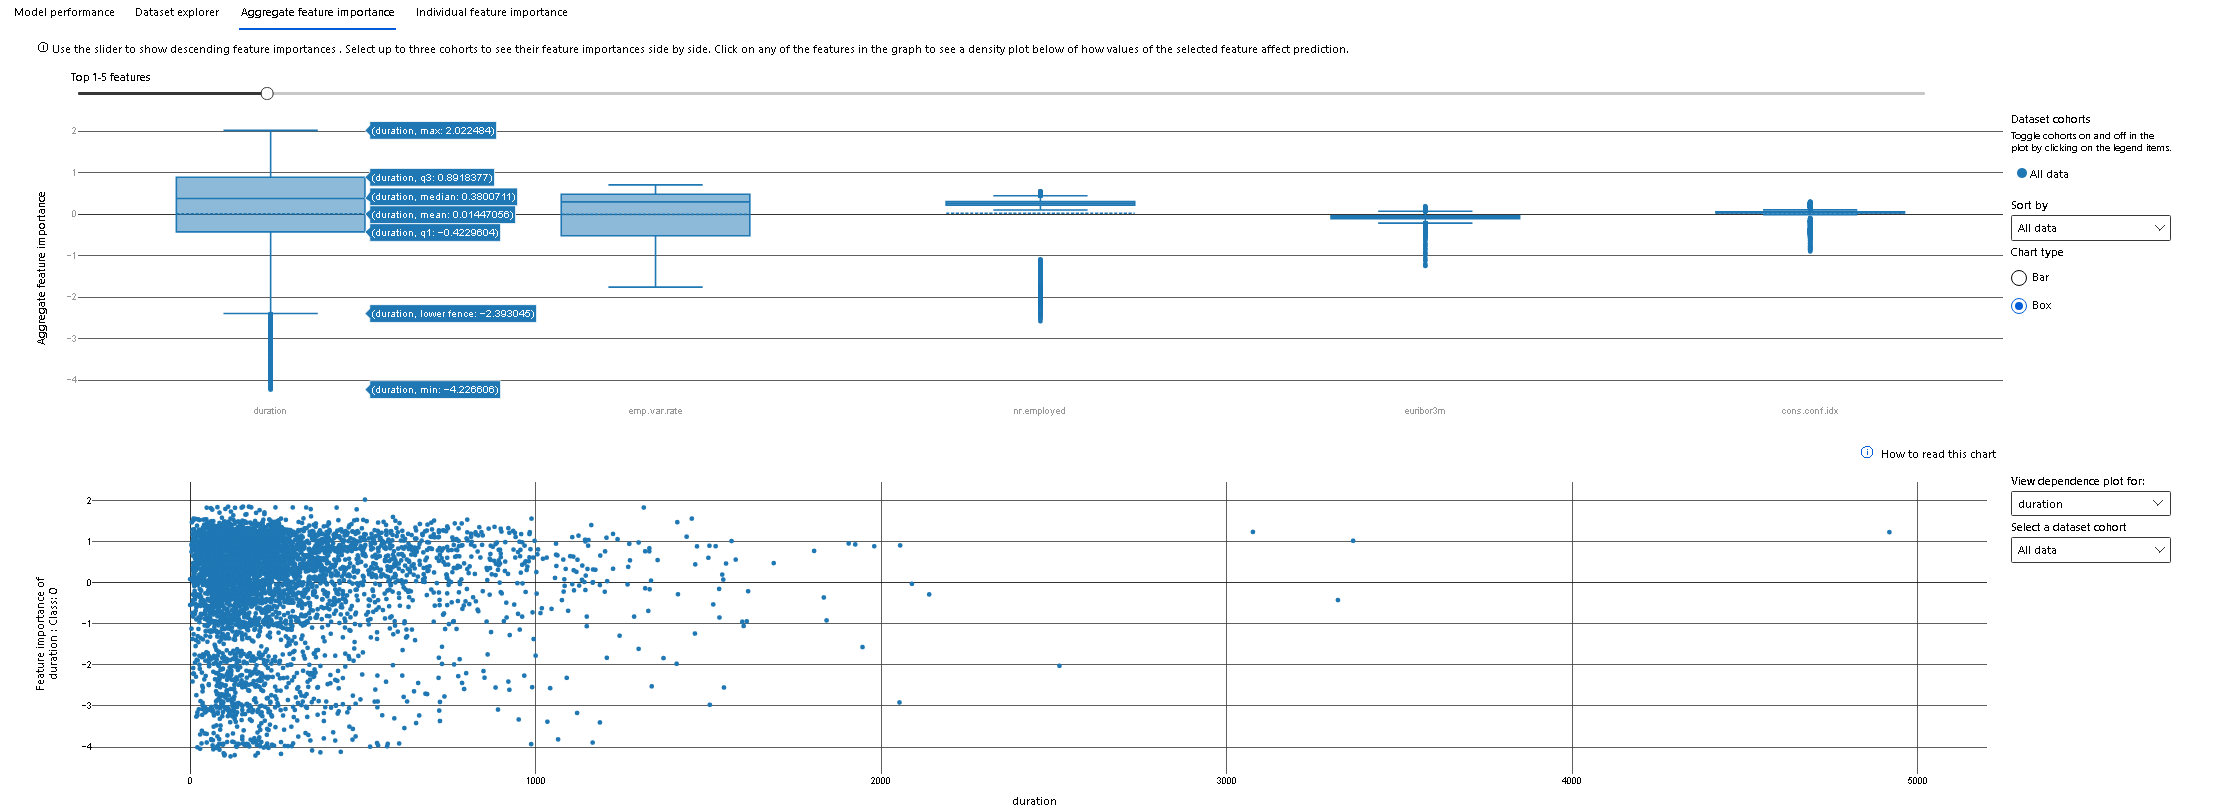 Model performance Dataset explorer Aggregate feature importance Individual feature importance
Use the slider to show descending feature importances . Select up to three cohorts to see their feature importances side by side. Click on any of the features in the graph to see a density plot below of how values of the selected feature affect prediction.
Top 1-5 features
Aggregate feature importance
2
1
0
−1
−2
−3
−4
(duration, max: 2.022484)
(duration, q3: 0.8918377)
(duration, median: 0.3800711)
(duration, mean: 0.01447056)
(duration, q1: −0.4229604)
(duration, lower fence: −2.393045)
(duration, min: −4.226606)
duration emp.var.rate nr.employed euribor3m cons.conf.idx
Dataset cohorts
Toggle cohorts on and off in the
plot by clicking on the legend items.
All data
Sort by
All data
Chart type
Bar
Box
How to read this chart
Feature importance of
duration : Class: 0
2
1
0
−1
−2
−3
−4
0 1000 2000 3000 4000 5000
duration
View dependence plot for:
duration
Select a dataset cohort
All data